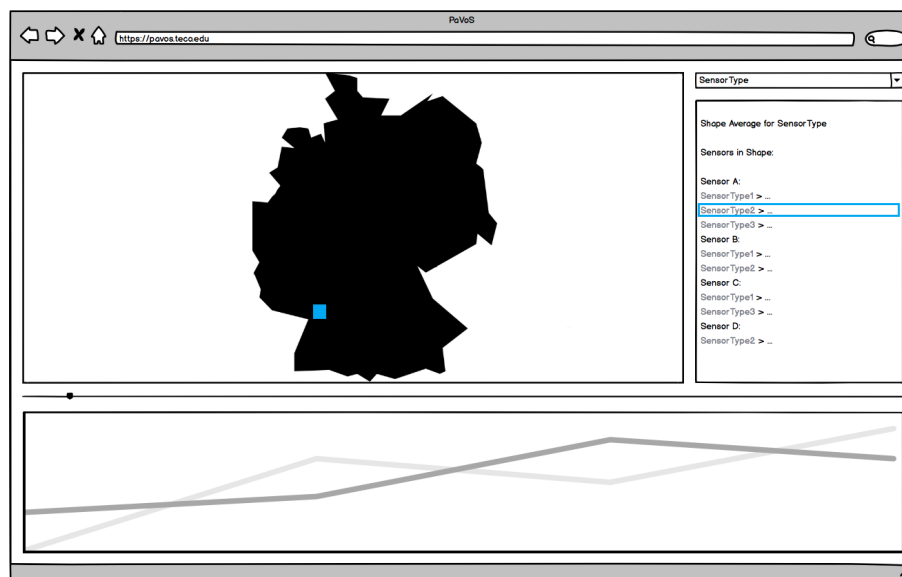 PaVoS
https://pavos.teco.edu
SensorType
Shape Average for SensorType
Sensors in Shape:
Sensor A:
SensorType1 > ...
SensorType2 > ...
SensorType3 > ...
Sensor B:
SensorType1 > ...
SensorType2 > ...
Sensor C:
SensorType1 > ...
SensorType3 > ...
Sensor D:
SensorType2 > ...